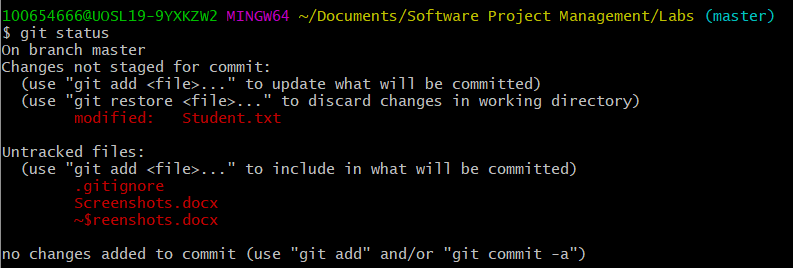 100654666@UOSL19-9YXKZW2 MINGW64 ~/Documents/Software Project Management/Labs (master)
$ git status
On branch master
Changes not staged for commit:
  (use "git add <file>..." to update what will be committed)
  (use "git restore <file>..." to discard changes in working directory)
        modified:   Student.txt

Untracked files:
  (use "git add <file>..." to include in what will be committed)
        .gitignore
        Screenshots.docx
        ~$reenshots.docx

no changes added to commit (use "git add" and/or "git commit -a")